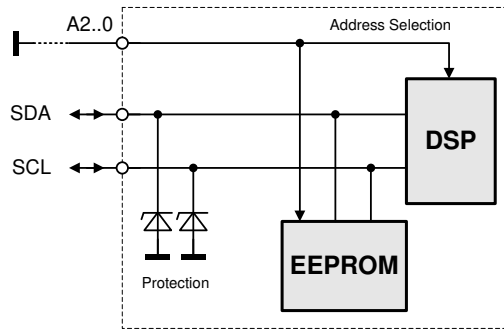 A2..0
Address Selection
SDA
DSP
SCL
EEPROM
Protection